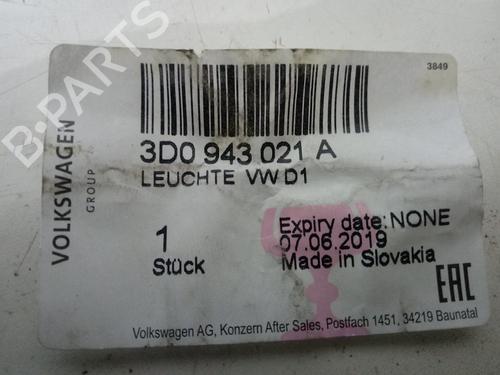 3849
VOLKSWAGEN
GROUP
3D0 943 021 A
LEUCHTE VW D1
1
Stück
Expiry date: NONE
07.06.2019
Made in Slovakia
EAC
Volkswagen AG, Konzern After Sales, Postfach 1451, 34219 Baunatal
B-PARTS